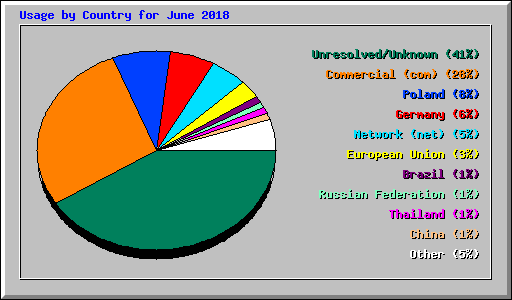 Usage by Country for June 2018
Unresolved/Unknown (41%)
Commercial (com) (28%)
Poland (8%)
Germany (6%)
Network (net) (5%)
European Union (3%)
Brazil (1%)
Russian Federation (1%)
Thailand (1%)
China (1%)
Other (5%)